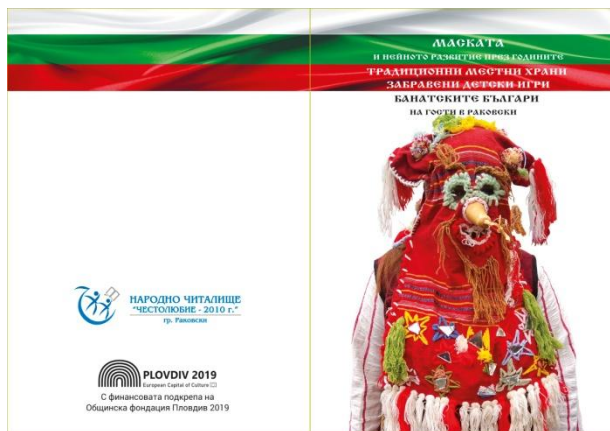 МАСКАТА
И НЕЙНОТО РАЗВИТИЕ ПРЕЗ ГОДИНИТЕ
ТРАДИЦИОННИ МЕСТНИ ХРАНИ
ЗАБРАВЕНИ ДЕТСКИ ИГРИ
БАНАТСКИТЕ БЪЛГАРИ
НА ГОСТИ В РАКОВСКИ
НАРОДНО ЧИТАЛИЩЕ
"ЧЕСТОЛЮБИЕ - 2010 г."
гр. Раковски
PLOVDIV 2019
European Capital of Culture
С финансовата подкрепа на
Общинска фондация Пловдив 2019